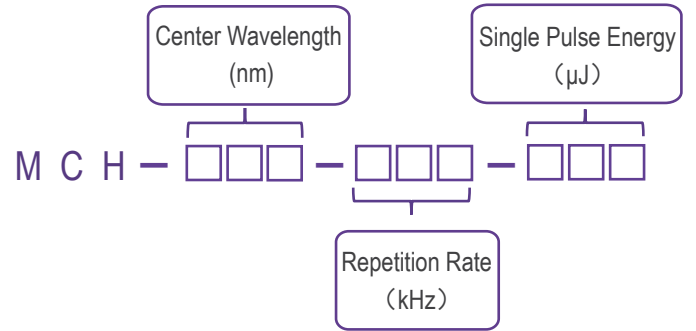 Center Wavelength
(nm)
Single Pulse Energy
（μJ）
M C H – □□□ – □□□ – □□□
Repetition Rate
（kHz）